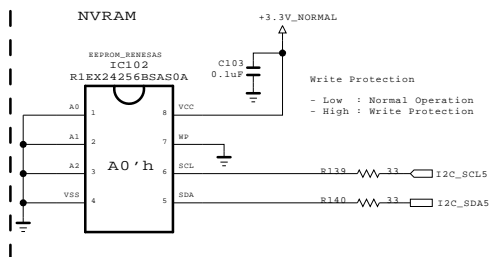 NVRAM
+3.3V_NORMAL
EEPROM_RENESAS
IC102
R1EX24256BSAS0A
C103
0.1uF
Write Protection
- Low : Normal Operation
- High : Write Protection
A0 1 8 VCC
A1 2 7 WP
A0'h
A2 3 6 SCL R139 33 I2C_SCL5
VSS 4 5 SDA R140 33 I2C_SDA5